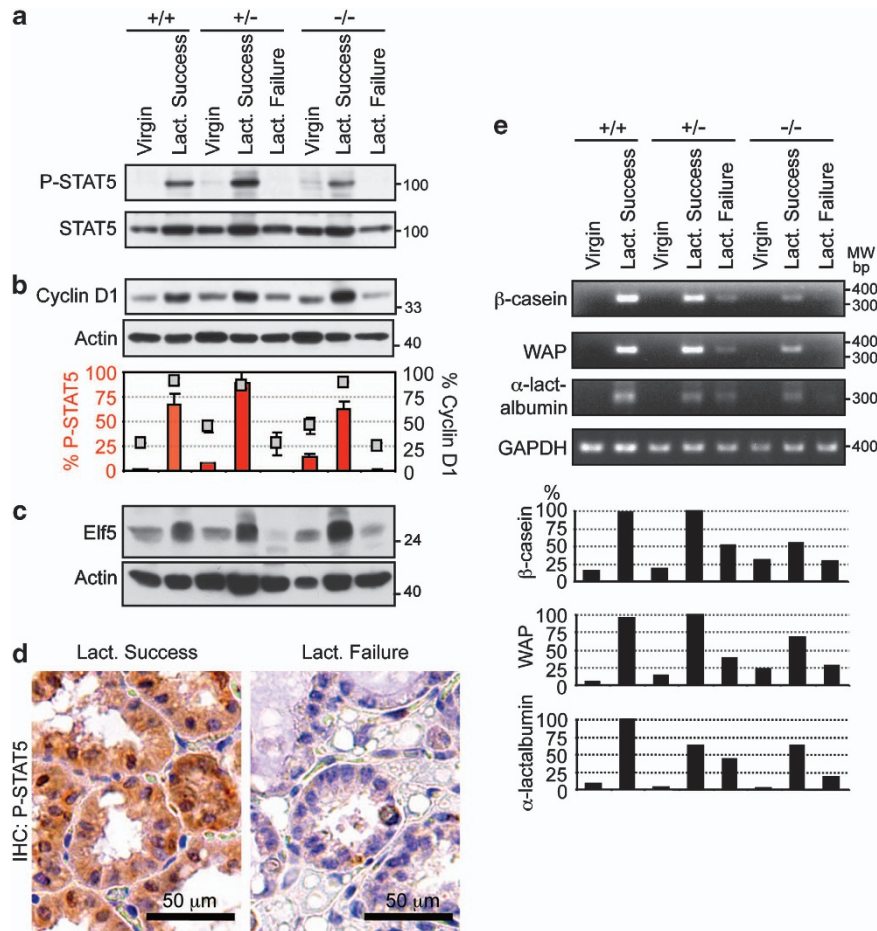 a
+/+ +/- -/-
Virgin
Lact. Success
Virgin
Lact. Success
Lact. Failure
Virgin
Lact. Success
Lact. Failure
P-STAT5 100
STAT5 100
b
Cyclin D1 33
Actin 40
% P-STAT5
100
75
50
25
0
100
75
50
25
0
% Cyclin D1
c
Elf5 24
Actin 40
d
Lact. Success Lact. Failure
IHC: P-STAT5
50 μm 50 μm
e
+/+ +/- -/-
Virgin
Lact. Success
Virgin
Lact. Success
Lact. Failure
Virgin
Lact. Success
Lact. Failure
MW
bp
β-casein 400
300
WAP 400
300
α-lact-
albumin 300
GAPDH 400
%
β-casein
100
75
50
25
0
WAP
100
75
50
25
0
α-lactalbumin
100
75
50
25
0